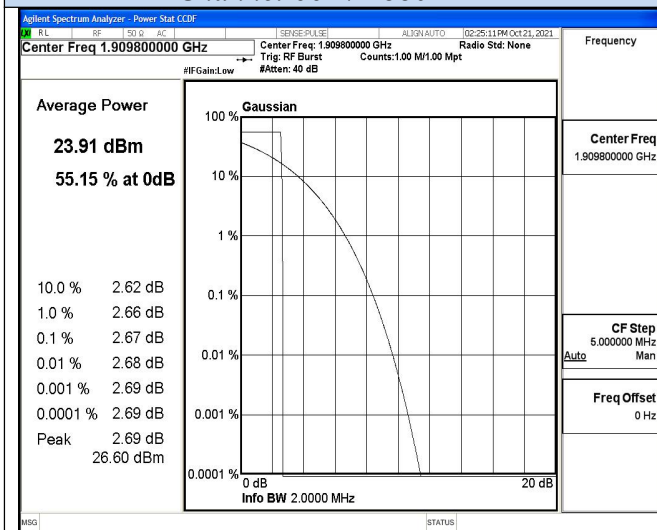 Agilent Spectrum Analyzer - Power Stat CCDF
RL RF 50 Ω AC SENSE:PULSE ALIGN AUTO 02:25:11 PM Oct 21, 2021
Center Freq 1.909800000 GHz
Center Freq: 1.909800000 GHz Radio Std: None
Trig: RF Burst Counts:1.00 M/1.00 Mpt
#IFGain:Low #Atten: 40 dB
Frequency
Average Power
23.91 dBm
55.15 % at 0dB
10.0 % 2.62 dB
1.0 % 2.66 dB
0.1 % 2.67 dB
0.01 % 2.68 dB
0.001 % 2.69 dB
0.0001 % 2.69 dB
Peak 2.69 dB
26.60 dBm
Gaussian
100 %
10 %
1 %
0.1 %
0.01 %
0.001 %
0.0001 %
0 dB 20 dB
Info BW 2.0000 MHz
Center Freq
1.909800000 GHz
CF Step
5.000000 MHz
Auto Man
Freq Offset
0 Hz
MSG STATUS